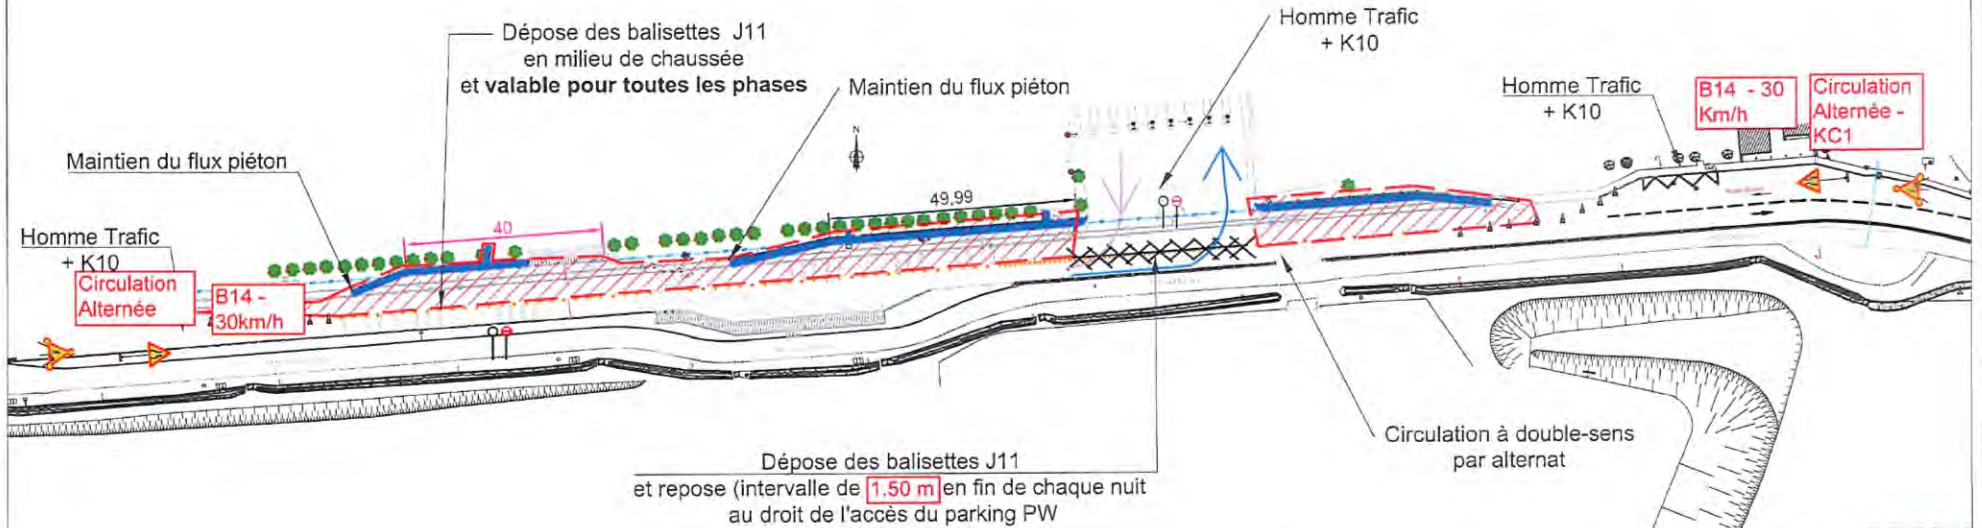 Dépose des balisettes J11
en milieu de chaussée
et valable pour toutes les phases
Maintien du flux piéton
Homme Trafic
+ K10
Homme Trafic
+ K10
B14 - 30
Km/h
Circulation
Alternée -
KC1
Maintien du flux piéton
N
49,99
40
Homme Trafic
+ K10
Circulation
Alternée
B14 -
30km/h
Circulation à double-sens
par alternat
Dépose des balisettes J11
et repose (intervalle de 1.50 m en fin de chaque nuit
au droit de l'accès du parking PW